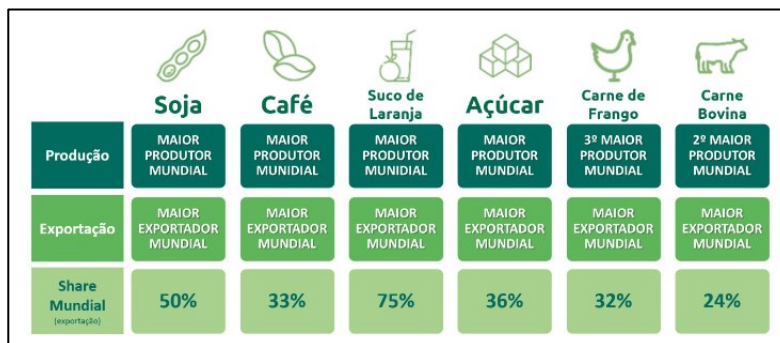 Soja
Café
Suco de
Laranja
Açúcar
Carne de
Frango
Carne
Bovina
Produção
MAIOR
PRODUTOR
MUNDIAL
MAIOR
PRODUTOR
MUNIDIAL
MAIOR
PRODUTOR
MUNIDIAL
MAIOR
PRODUTOR
MUNDIAL
3º MAIOR
PRODUTOR
MUNDIAL
2º MAIOR
PRODUTOR
MUNDIAL
Exportação
MAIOR
EXPORTADOR
MUNDIAL
MAIOR
EXPORTADOR
MUNDIAL
MAIOR
EXPORTADOR
MUNDIAL
MAIOR
EXPORTADOR
MUNDIAL
MAIOR
EXPORTADOR
MUNDIAL
MAIOR
EXPORTADOR
MUNDIAL
Share
Mundial
(exportação)
50%
33%
75%
36%
32%
24%